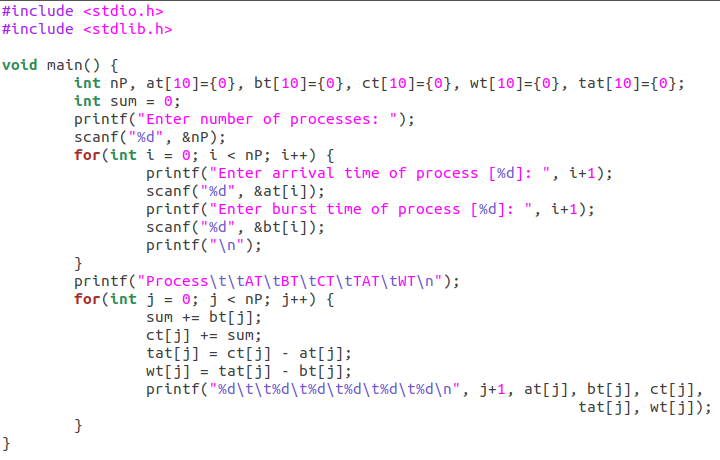 #include <stdio.h>
#include <stdlib.h>

void main() {
        int nP, at[10]={0}, bt[10]={0}, ct[10]={0}, wt[10]={0}, tat[10]={0};
        int sum = 0;
        printf("Enter number of processes: ");
        scanf("%d", &nP);
        for(int i = 0; i < nP; i++) {
                printf("Enter arrival time of process [%d]: ", i+1);
                scanf("%d", &at[i]);
                printf("Enter burst time of process [%d]: ", i+1);
                scanf("%d", &bt[i]);
                printf("\n");
        }
        printf("Process\t\tAT\tBT\tCT\tTAT\tWT\n");
        for(int j = 0; j < nP; j++) {
                sum += bt[j];
                ct[j] += sum;
                tat[j] = ct[j] - at[j];
                wt[j] = tat[j] - bt[j];
                printf("%d\t\t%d\t%d\t%d\t%d\t%d\n", j+1, at[j], bt[j], ct[j],
                                                                tat[j], wt[j]);
        }
}